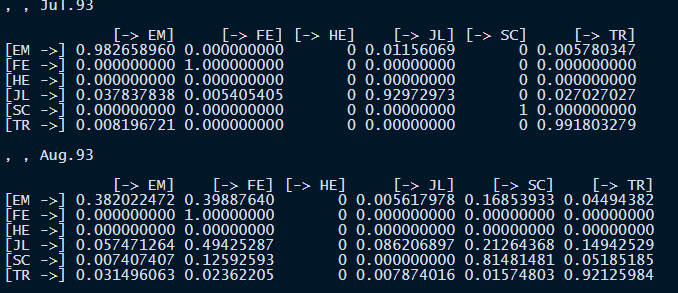 , , Jul.93
[-> EM] [-> FE] [-> HE] [-> JL] [-> SC] [-> TR]
[EM ->] 0.982658960 0.000000000 0 0.01156069 0 0.005780347
[FE ->] 0.000000000 1.000000000 0 0.00000000 0 0.000000000
[HE ->] 0.000000000 0.000000000 0 0.00000000 0 0.000000000
[JL ->] 0.037837838 0.005405405 0 0.92972973 0 0.027027027
[SC ->] 0.000000000 0.000000000 0 0.00000000 1 0.000000000
[TR ->] 0.008196721 0.000000000 0 0.00000000 0 0.991803279
, , Aug.93
[-> EM] [-> FE] [-> HE] [-> JL] [-> SC] [-> TR]
[EM ->] 0.382022472 0.39887640 0 0.005617978 0.16853933 0.04494382
[FE ->] 0.000000000 1.00000000 0 0.000000000 0.00000000 0.00000000
[HE ->] 0.000000000 0.00000000 0 0.000000000 0.00000000 0.00000000
[JL ->] 0.057471264 0.49425287 0 0.086206897 0.21264368 0.14942529
[SC ->] 0.007407407 0.12592593 0 0.000000000 0.81481481 0.05185185
[TR ->] 0.031496063 0.02362205 0 0.007874016 0.01574803 0.92125984